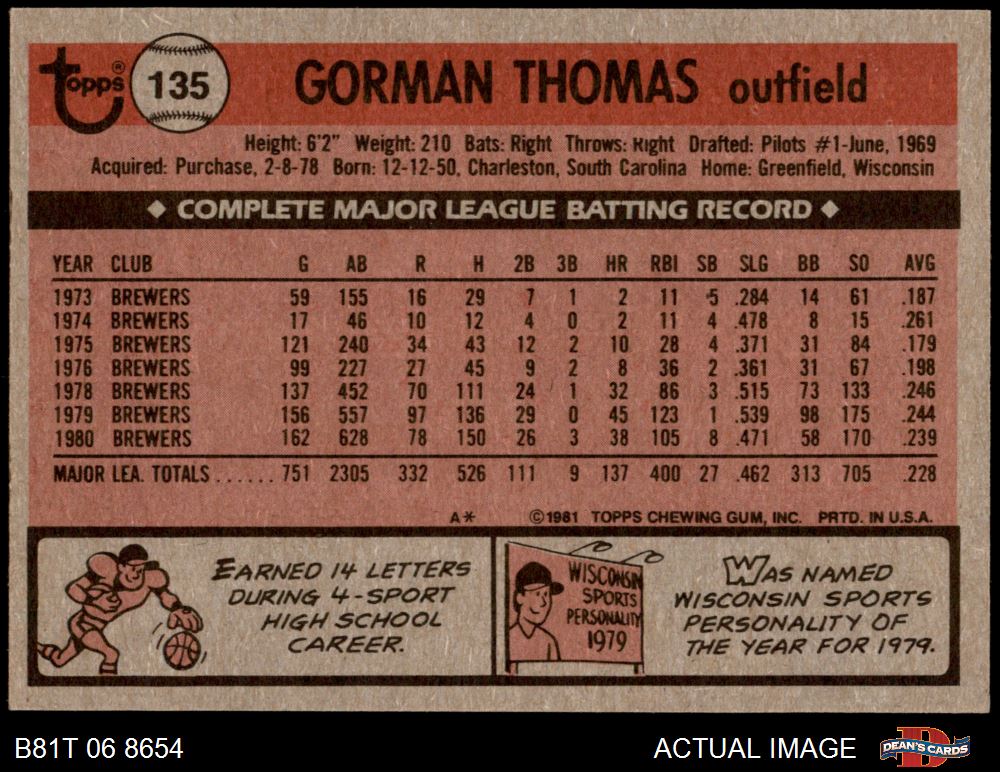 Topps® 135 GORMAN THOMAS outfield
Height: 6'2" Weight: 210 Bats: Right Throws: Right Drafted: Pilots #1-June, 1969
Acquired: Purchase, 2-8-78 Born: 12-12-50, Charleston, South Carolina Home: Greenfield, Wisconsin
◆ COMPLETE MAJOR LEAGUE BATTING RECORD ◆
YEAR CLUB G AB R H 2B 3B HR RBI SB SLG BB SO AVG
1973 BREWERS 59 155 16 29 7 1 2 11 5 .284 14 61 .187
1974 BREWERS 17 46 10 12 4 0 2 11 4 .478 8 15 .261
1975 BREWERS 121 240 34 43 12 2 10 28 4 .371 31 84 .179
1976 BREWERS 99 227 27 45 9 2 8 36 2 .361 31 67 .198
1978 BREWERS 137 452 70 111 24 1 32 86 3 .515 73 133 .246
1979 BREWERS 156 557 97 136 29 0 45 123 1 .539 98 175 .244
1980 BREWERS 162 628 78 150 26 3 38 105 8 .471 58 170 .239
MAJOR LEA. TOTALS ...... 751 2305 332 526 111 9 137 400 27 .462 313 705 .228
A* ©1981 TOPPS CHEWING GUM, INC. PRTD. IN U.S.A.
EARNED 14 LETTERS
DURING 4-SPORT
HIGH SCHOOL
CAREER.
WISCONSIN
SPORTS
PERSONALITY
1979
WAS NAMED
WISCONSIN SPORTS
PERSONALITY OF
THE YEAR FOR 1979.
B81T 06 8654 ACTUAL IMAGE DEAN'S CARDS